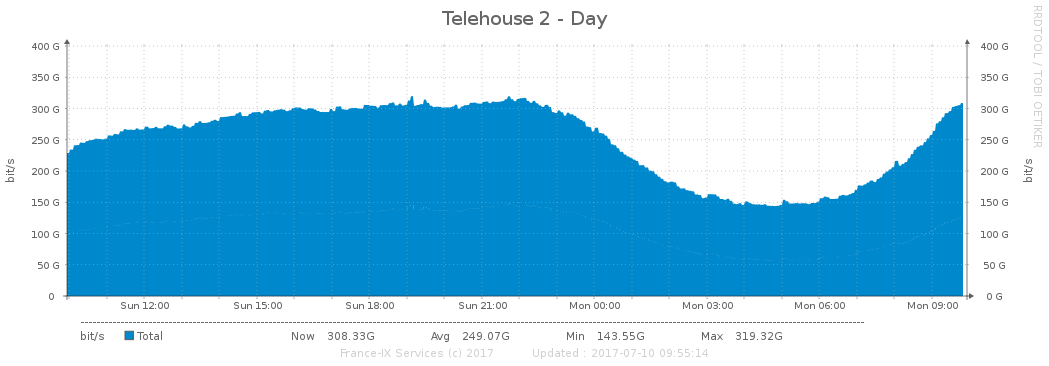 Telehouse 2 - Day
RRDTOOL / TOBI OETIKER
400 G 400 G
350 G 350 G
300 G 300 G
250 G 250 G
200 G 200 G
150 G 150 G
100 G 100 G
50 G 50 G
0 0 G
bit/s bit/s
Sun 12:00 Sun 15:00 Sun 18:00 Sun 21:00 Mon 00:00 Mon 03:00 Mon 06:00 Mon 09:00
bit/s Total Now 308.33G Avg 249.07G Min 143.55G Max 319.32G
France-IX Services (c) 2017 Updated : 2017-07-10 09:55:14